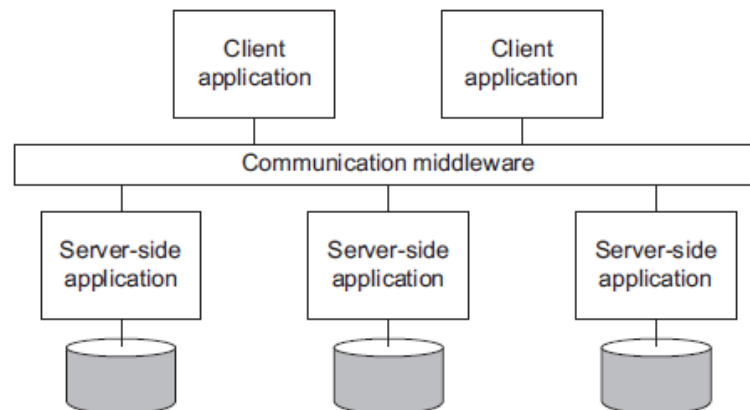 Client
application
Client
application
Communication middleware
Server-side
application
Server-side
application
Server-side
application